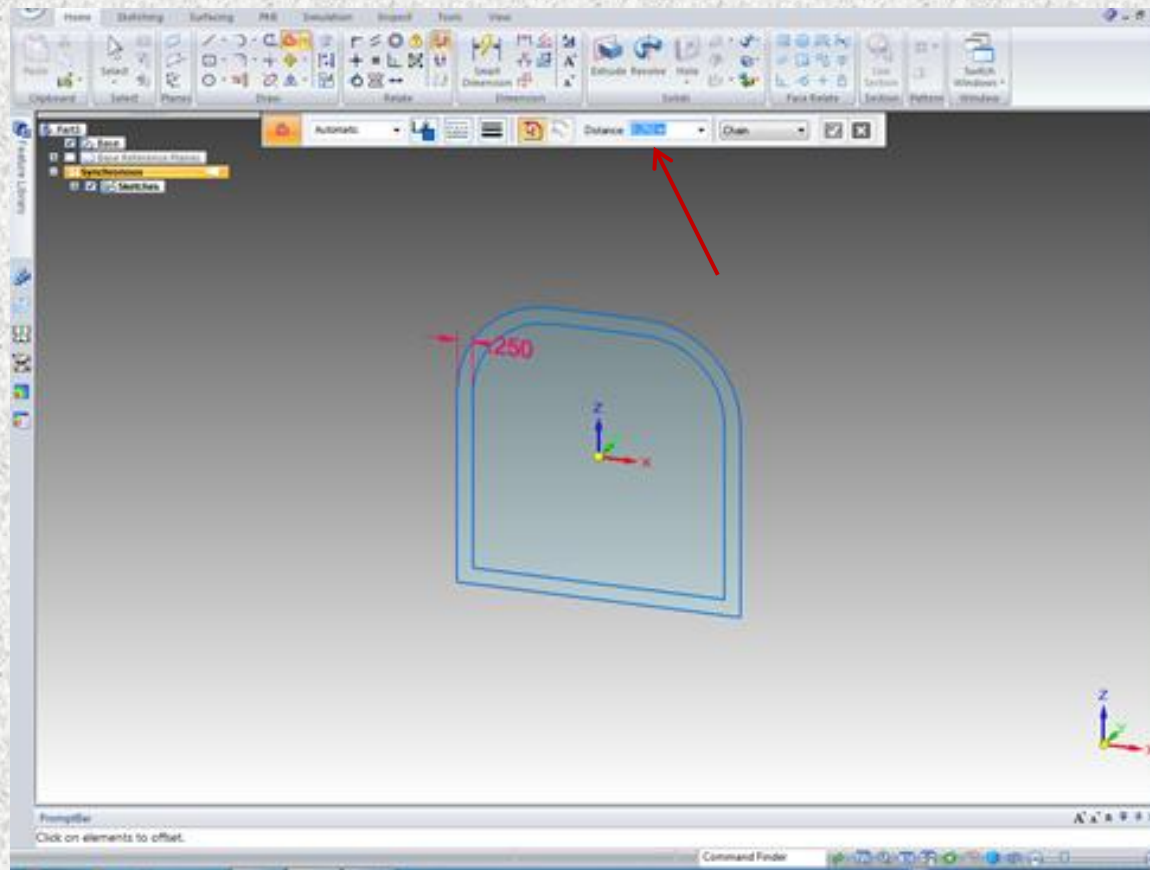 Home Sketching Surfacing PMI Simulation Inspect Tools View
Paste Select Smart Dimension Extrude Revolve Hole Live Section Switch Windows
Clipboard Select Planes Draw Relate Dimension Solids Face Relate Section Pattern Window
Part1
Base
Base Reference Planes
Synchronous
Sketches
Automatic Distance: Chain
Feature Library
.250
Z
X
Z
Y
X
PromptBar
Click on elements to offset.
Command Finder